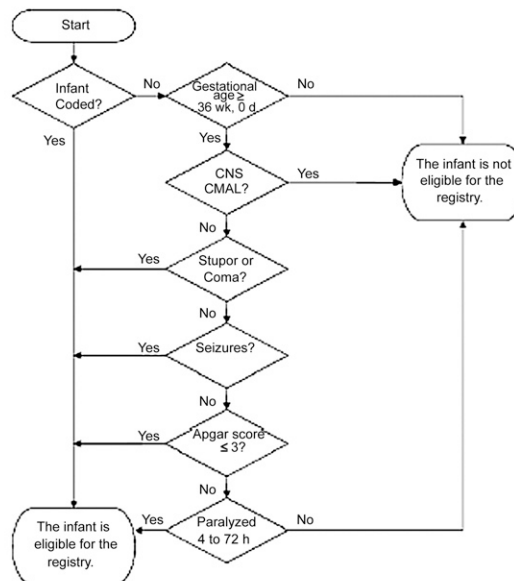 Start
Infant
Coded?
No
Gestational
age ≥
36 wk, 0 d
No
Yes
Yes
CNS
CMAL?
Yes
The infant is not
eligible for the
registry.
No
Yes
Stupor or
Coma?
No
Yes
Seizures?
No
Yes
Apgar score
≤ 3?
No
The infant is
eligible for the
registry.
Yes
Paralyzed
4 to 72 h
No